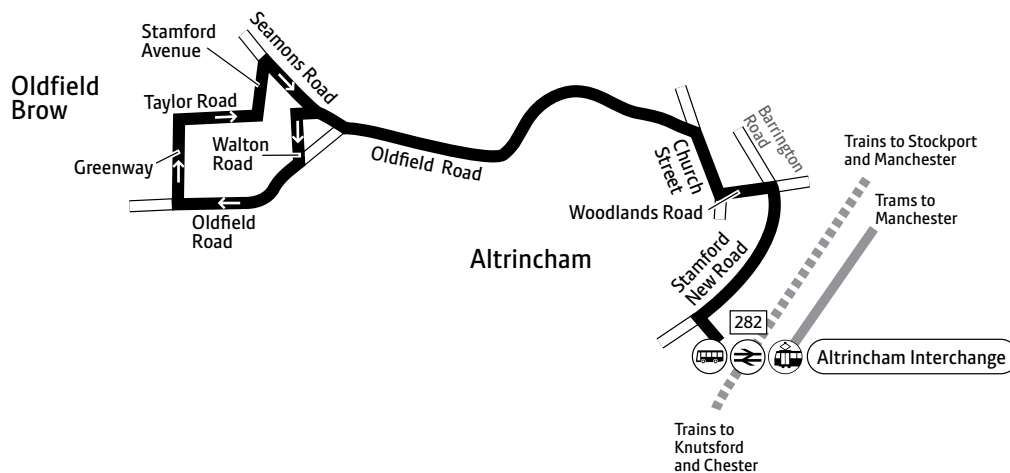 Stamford
Avenue
Seamons Road
Oldfield
Brow
Taylor Road
Greenway
Walton
Road
Oldfield
Road
Oldfield Road
Church
Street
Barrington
Road
Woodlands Road
Altrincham
Stamford
New Road
Trains to Stockport
and Manchester
Trams to
Manchester
282
Altrincham Interchange
Trains to
Knutsford
and Chester